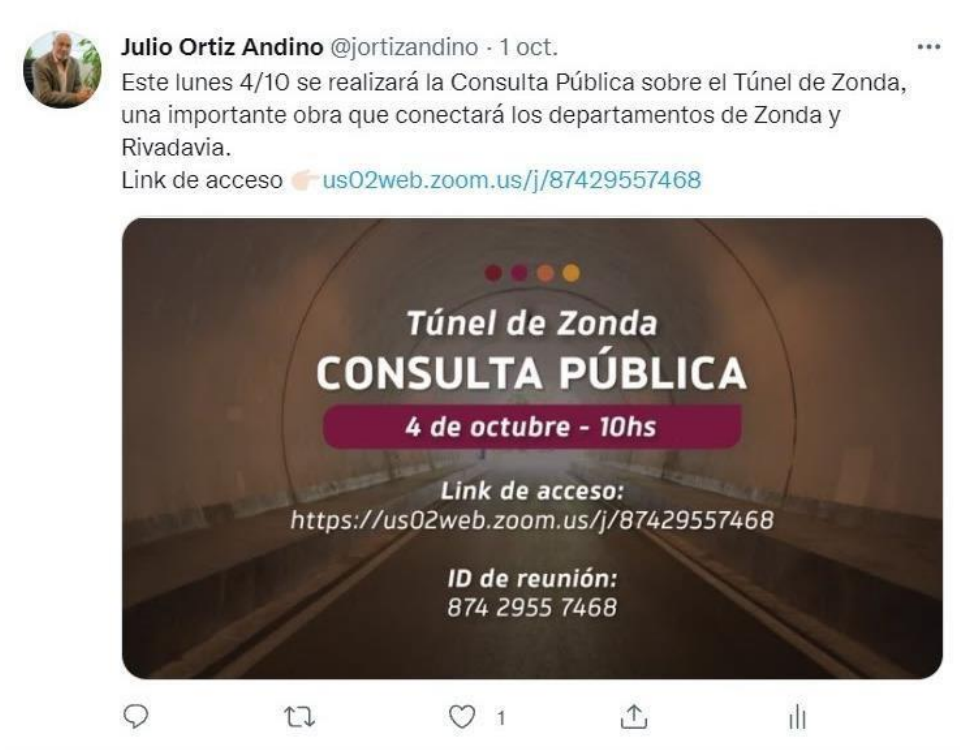 Julio Ortiz Andino @jortizandino · 1 oct.
Este lunes 4/10 se realizará la Consulta Pública sobre el Túnel de Zonda,
una importante obra que conectará los departamentos de Zonda y
Rivadavia.
Link de acceso 👉🏻us02web.zoom.us/j/87429557468
Túnel de Zonda
CONSULTA PÚBLICA
4 de octubre - 10hs
Link de acceso:
https://us02web.zoom.us/j/87429557468
ID de reunión:
874 2955 7468
1